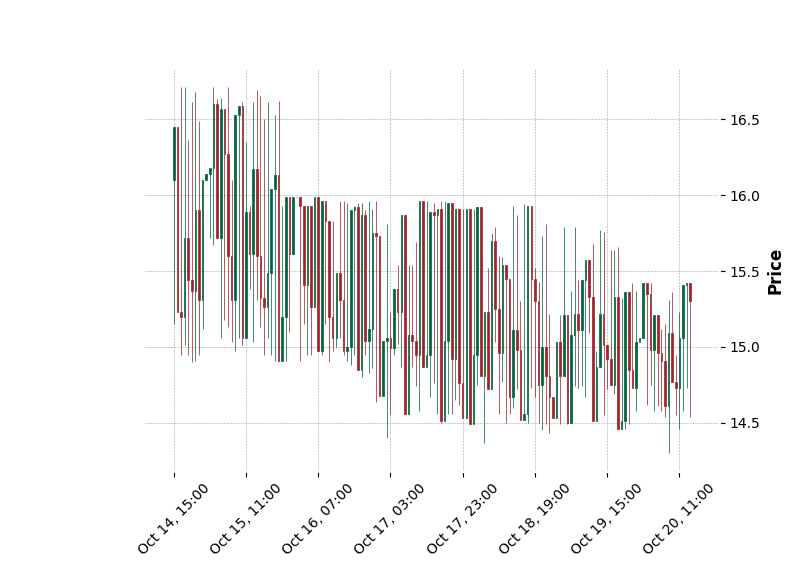 16.5
16.0
15.5
15.0
14.5
Price
Oct 14, 15:00
Oct 15, 11:00
Oct 16, 07:00
Oct 17, 03:00
Oct 17, 23:00
Oct 18, 19:00
Oct 19, 15:00
Oct 20, 11:00